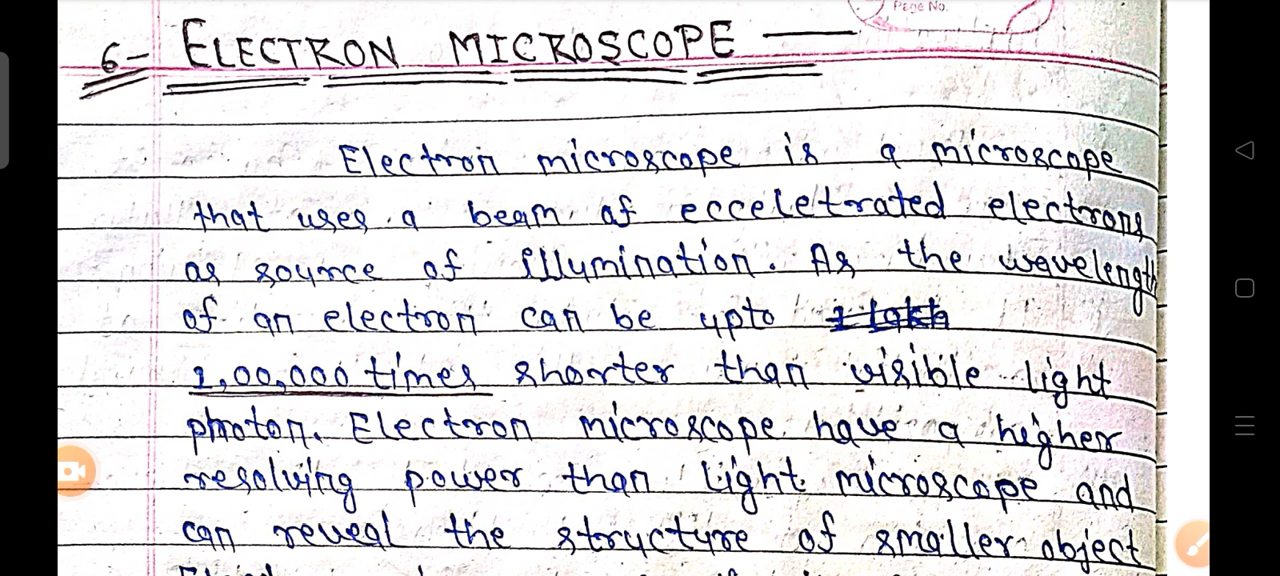 Page No.
6- ELECTRON MICROSCOPE —
Electron microscope is a microscope
that uses a beam of ecceletrated electrons
as source of illumination. As the wavelength
of an electron can be upto 1 lakh
1,00,000 times shorter than visible light
photon. Electron microscope have a higher
resolving power than light microscope and
can reveal the structure of smaller object